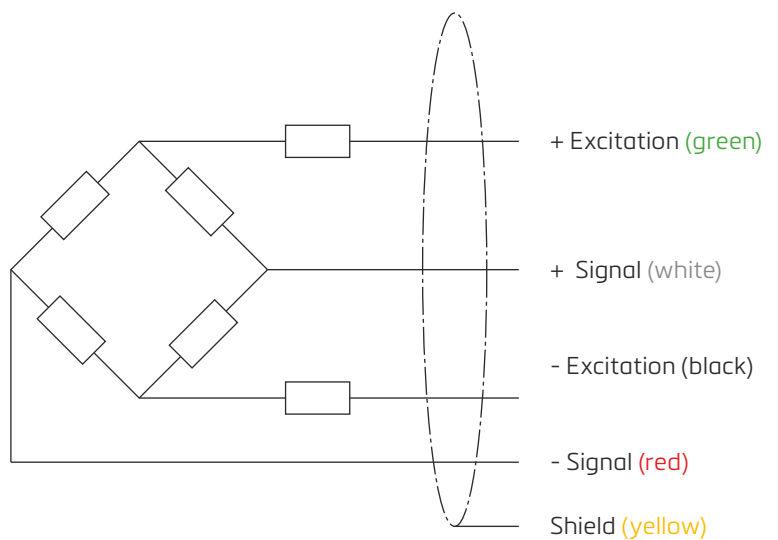 + Excitation (green)
+ Signal (white)
- Excitation (black)
- Signal (red)
Shield (yellow)